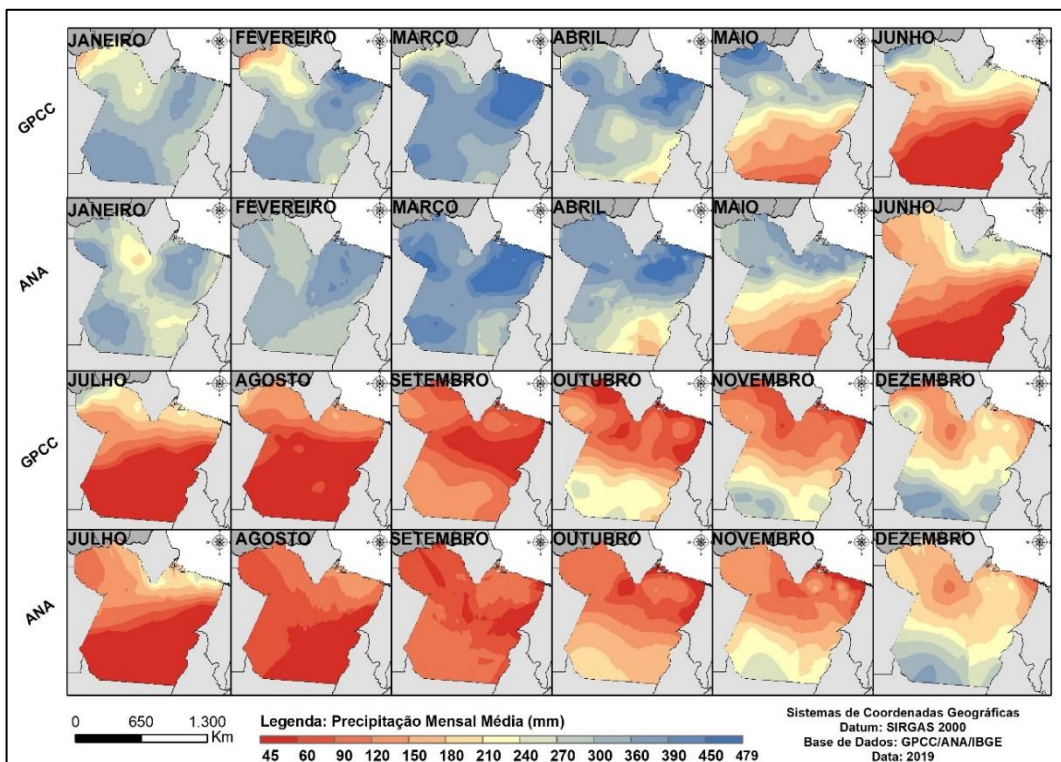 JANEIRO FEVEREIRO MARÇO ABRIL MAIO JUNHO
GPCC
JANEIRO FEVEREIRO MARÇO ABRIL MAIO JUNHO
ANA
JULHO AGOSTO SETEMBRO OUTUBRO NOVEMBRO DEZEMBRO
GPCC
JULHO AGOSTO SETEMBRO OUTUBRO NOVEMBRO DEZEMBRO
ANA
0 650 1.300
Km
Legenda: Precipitação Mensal Média (mm)
45 60 90 120 150 180 210 240 270 300 360 390 450 479
Sistemas de Coordenadas Geográficas
Datum: SIRGAS 2000
Base de Dados: GPCC/ANA/IBGE
Data: 2019